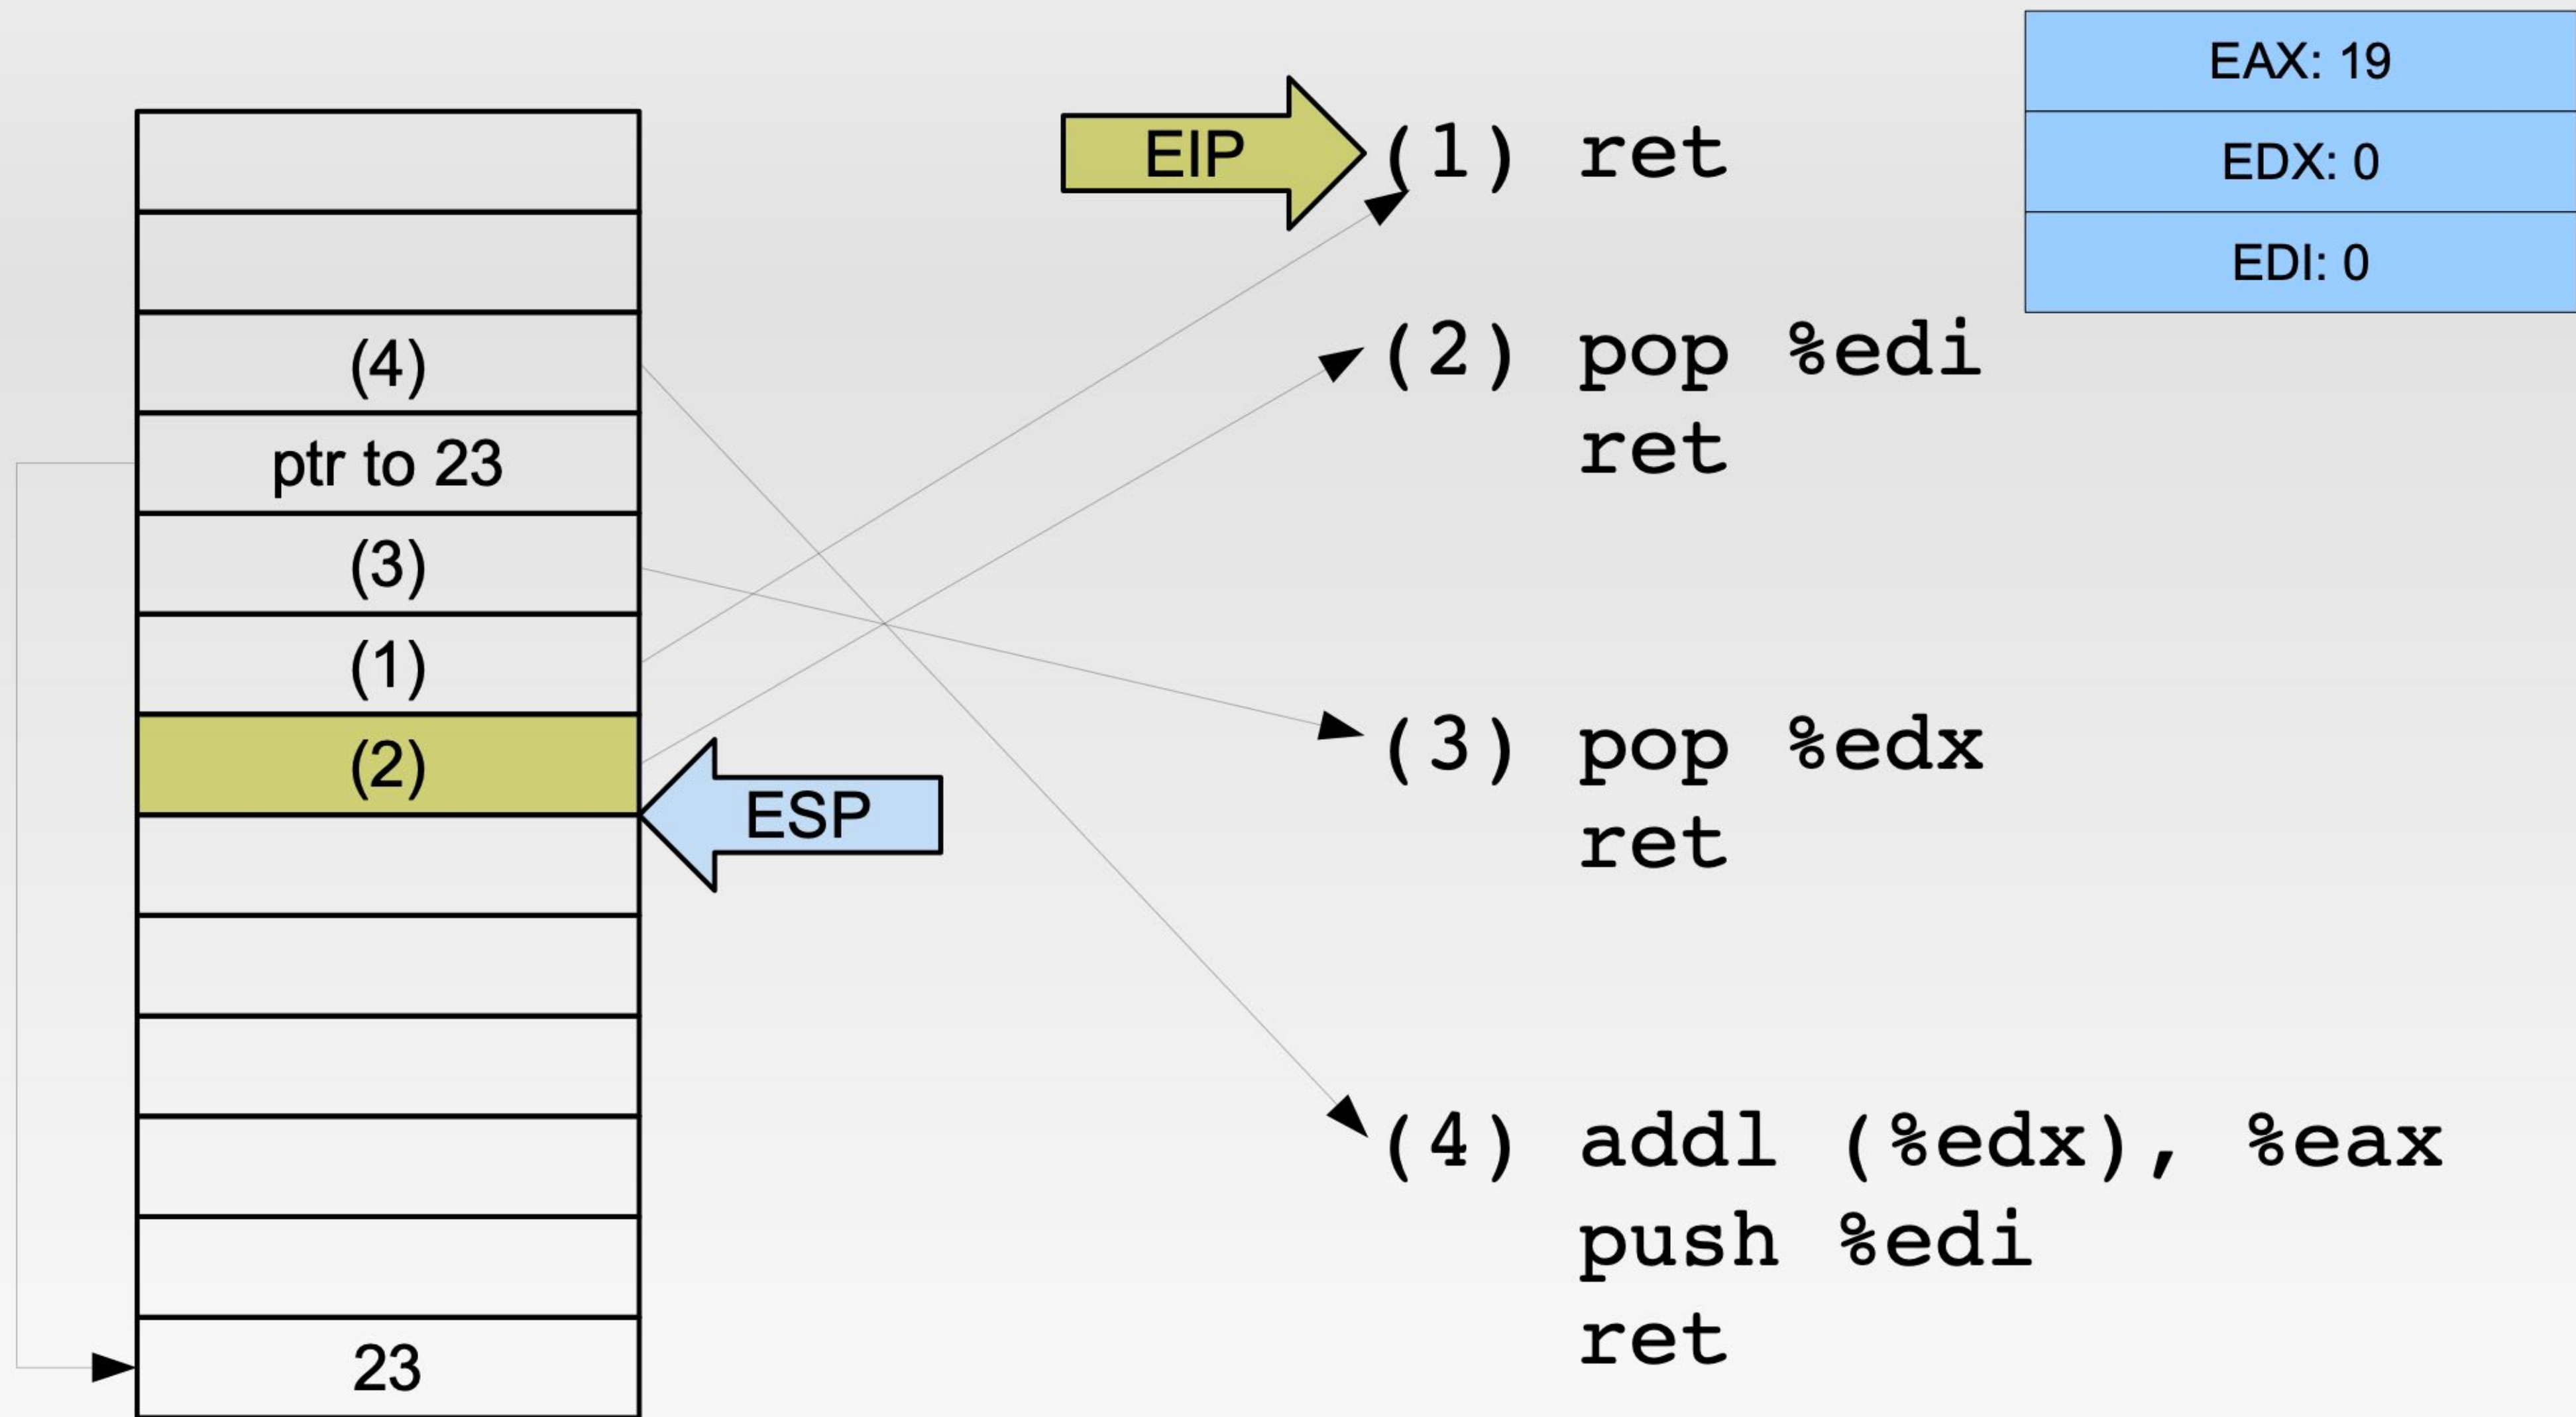 EAX: 19
EDX: 0
EDI: 0
EIP
(1) ret
(2) pop %edi
ret
(3) pop %edx
ret
(4) addl (%edx), %eax
push %edi
ret
(4)
ptr to 23
(3)
(1)
(2)
ESP
23